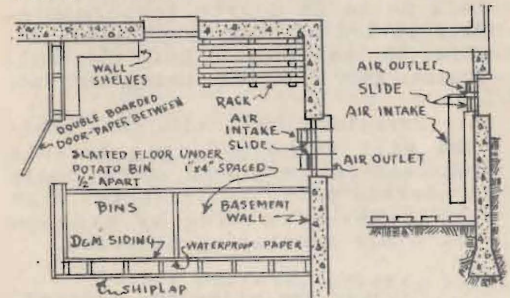 WALL
SHELVES
RACK
DOUBLE BOARDED
DOOR-PAPER BETWEEN
AIR
INTAKE
SLIDE
AIR OUTLET
SLATTED FLOOR UNDER
POTATO BIN 1"x4" SPACED
1/2" APART
BINS
BASEMENT
WALL
D&M SIDING
WATERPROOF PAPER
SHIPLAP
AIR OUTLET
SLIDE
AIR INTAKE